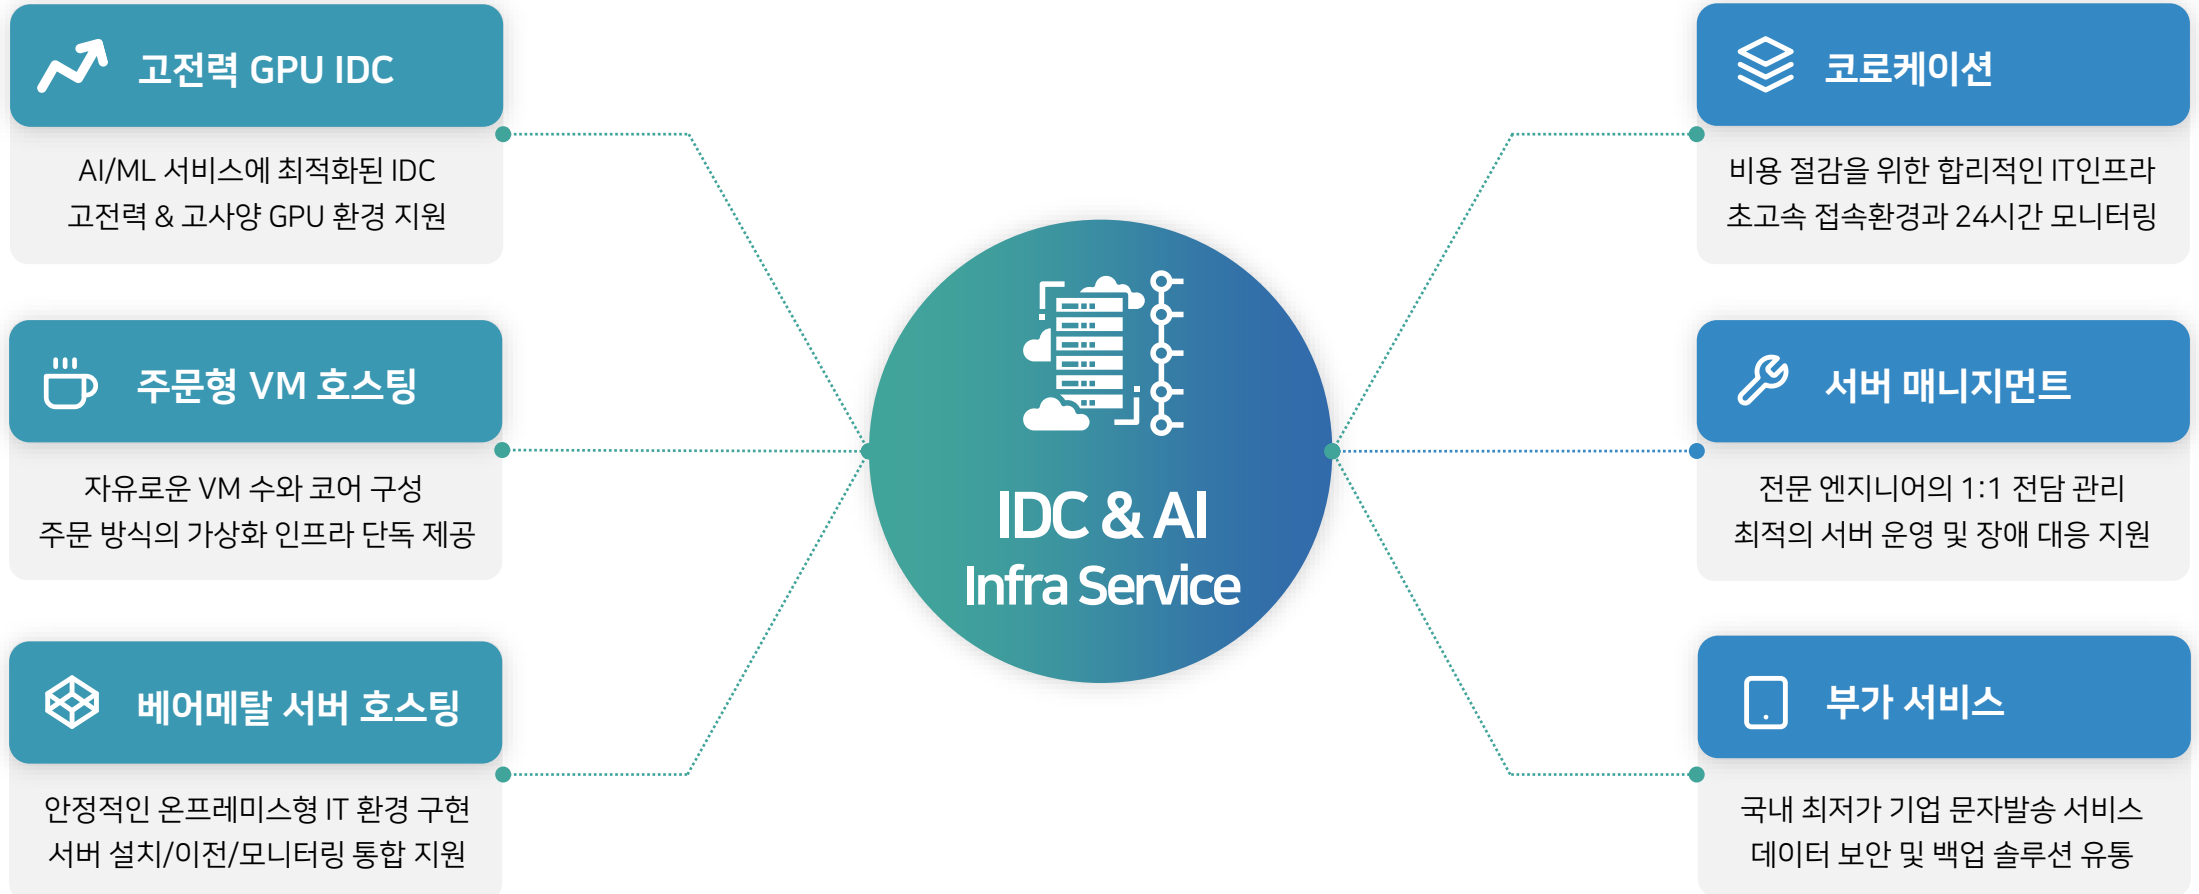 고전력 GPU IDC
AI/ML 서비스에 최적화된 IDC
고전력 & 고사양 GPU 환경 지원
주문형 VM 호스팅
자유로운 VM 수와 코어 구성
주문 방식의 가상화 인프라 단독 제공
베어메탈 서버 호스팅
안정적인 온프레미스형 IT 환경 구현
서버 설치/이전/모니터링 통합 지원
IDC & AI
Infra Service
코로케이션
비용 절감을 위한 합리적인 IT인프라
초고속 접속환경과 24시간 모니터링
서버 매니지먼트
전문 엔지니어의 1:1 전담 관리
최적의 서버 운영 및 장애 대응 지원
부가 서비스
국내 최저가 기업 문자발송 서비스
데이터 보안 및 백업 솔루션 유통